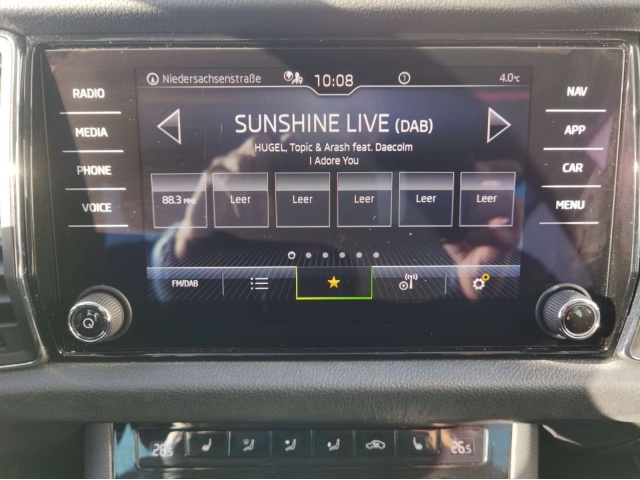 RADIO
MEDIA
PHONE
VOICE
Niedersachsenstraße 10:08 1 4.0°C
SUNSHINE LIVE (DAB)
HUGEL, Topic & Arash feat. Daecolm
I Adore You
88.3 MHz Leer Leer Leer Leer Leer
FM/DAB
NAV
APP
CAR
MENU
28.5 26.5